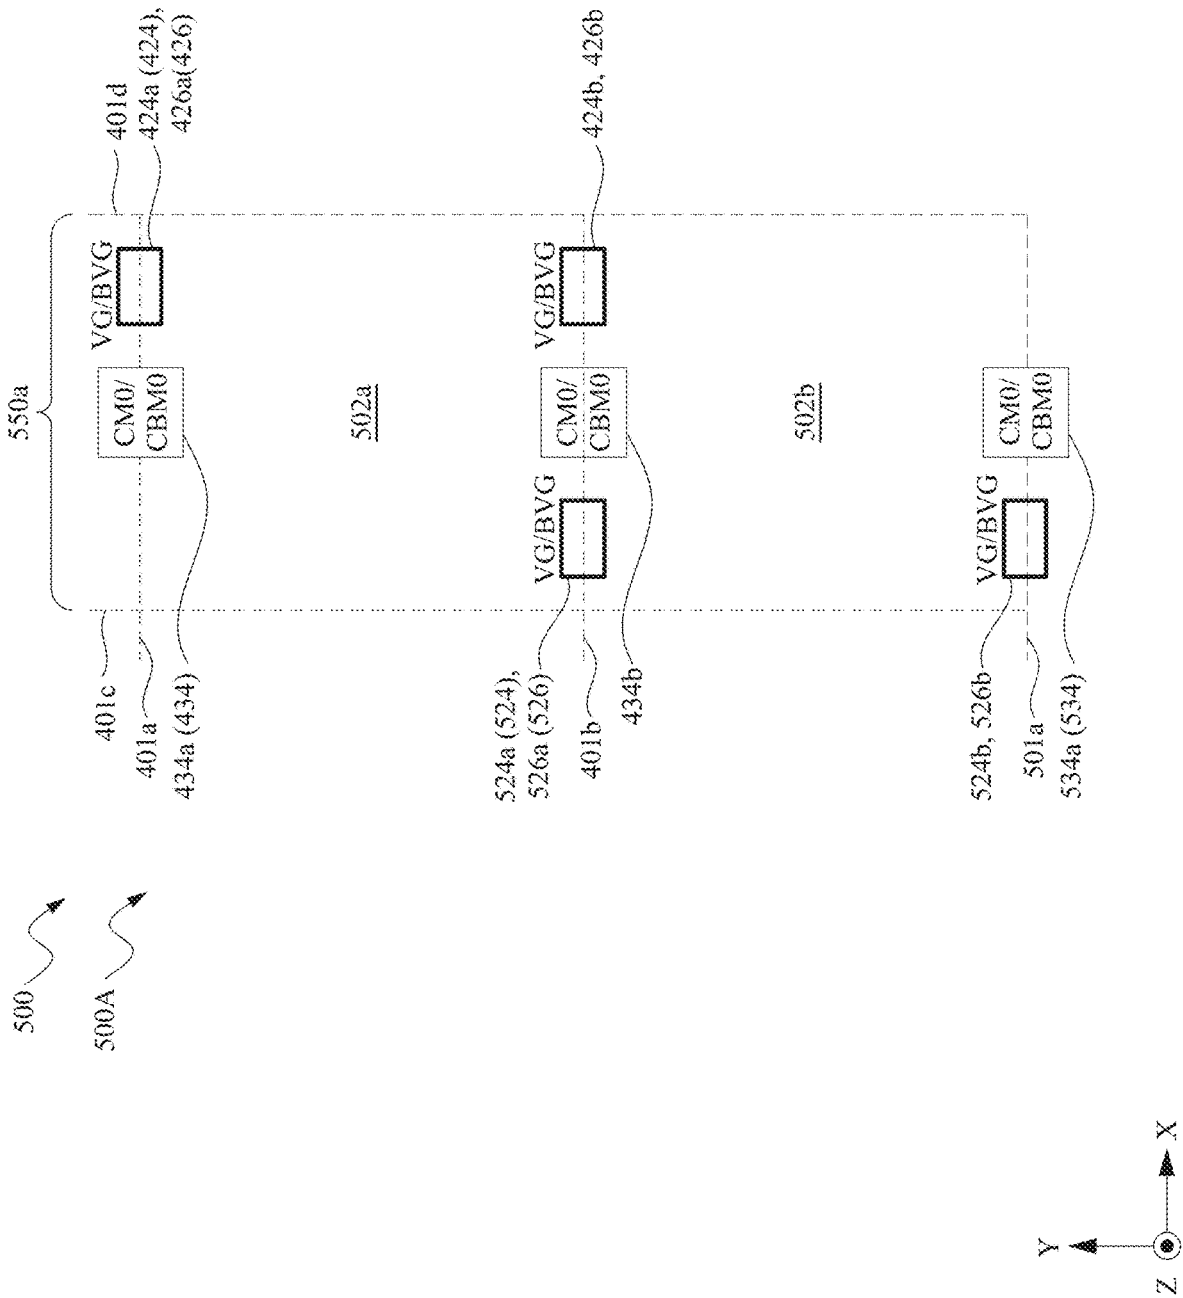 500
500A
550a
401c
401a
434a (434)
CM0/
CBM0
VG/BVG
401d
424a (424),
426a(426)
502a
524a (524),
526a (526)
401b
434b
VG/BVG
CM0/
CBM0
VG/BVG
424b, 426b
502b
524b, 526b
501a
534a (534)
VG/BVG
CM0/
CBM0
Y
X
Z